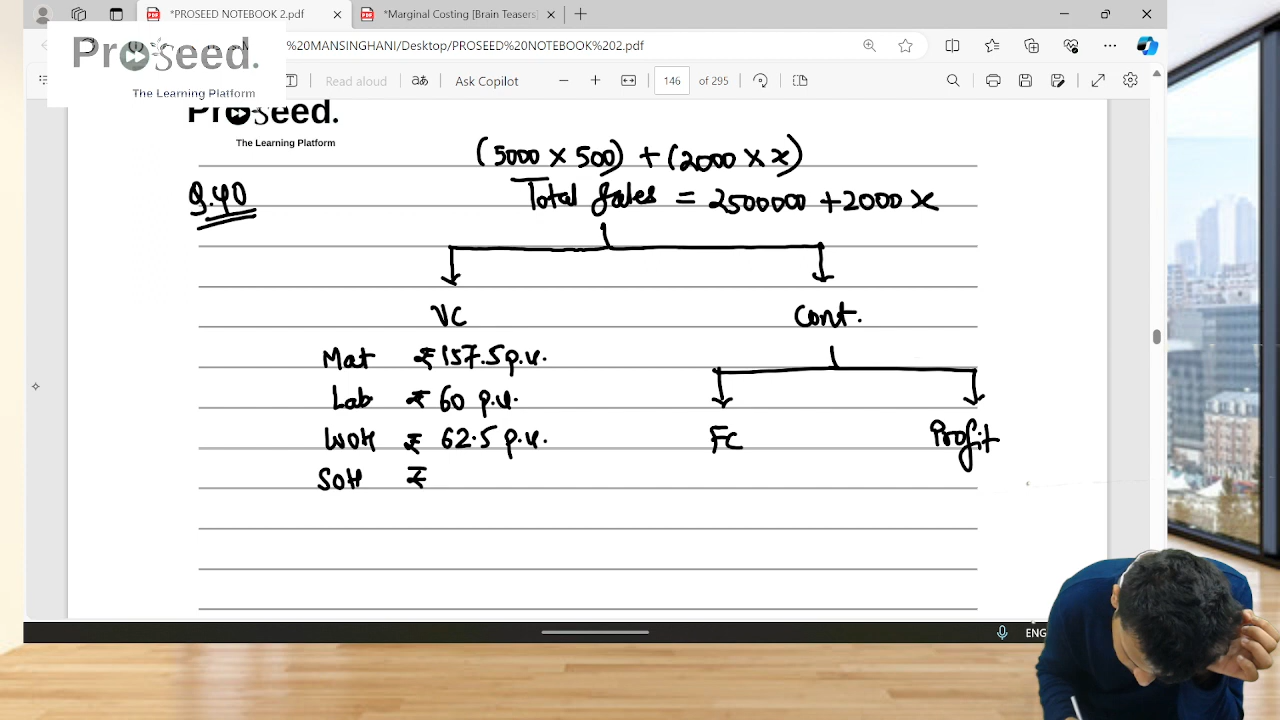 *PROSEED NOTEBOOK 2.pdf
*Marginal Costing [Brain Teasers]
%20MANSINGHANI/Desktop/PROSEED%20NOTEBOOK%202.pdf
Proseed.
The Learning Platform
Read aloud
Ask Copilot
146 of 295
Proseed.
The Learning Platform
(5000 × 500) + (2000 × x)
Q.40
Total Sales = 2500000 + 2000 x
VC
Cont.
Mat ₹ 157.5 p.u.
Lab ₹ 60 p.u.
WOH ₹ 62.5 p.u.
FC
Profit
SOH ₹
ENG